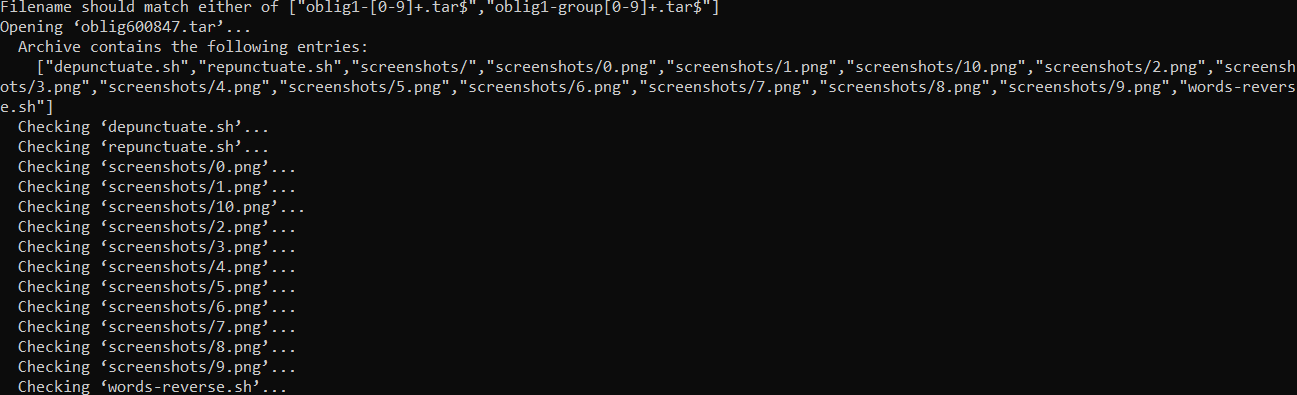 Filename should match either of ["oblig1-[0-9]+.tar$","oblig1-group[0-9]+.tar$"]
Opening ‘oblig600847.tar’...
  Archive contains the following entries:
    ["depunctuate.sh","repunctuate.sh","screenshots/","screenshots/0.png","screenshots/1.png","screenshots/10.png","screenshots/2.png","screensh
ots/3.png","screenshots/4.png","screenshots/5.png","screenshots/6.png","screenshots/7.png","screenshots/8.png","screenshots/9.png","words-revers
e.sh"]
  Checking ‘depunctuate.sh’...
  Checking ‘repunctuate.sh’...
  Checking ‘screenshots/0.png’...
  Checking ‘screenshots/1.png’...
  Checking ‘screenshots/10.png’...
  Checking ‘screenshots/2.png’...
  Checking ‘screenshots/3.png’...
  Checking ‘screenshots/4.png’...
  Checking ‘screenshots/5.png’...
  Checking ‘screenshots/6.png’...
  Checking ‘screenshots/7.png’...
  Checking ‘screenshots/8.png’...
  Checking ‘screenshots/9.png’...
  Checking ‘words-reverse.sh’...